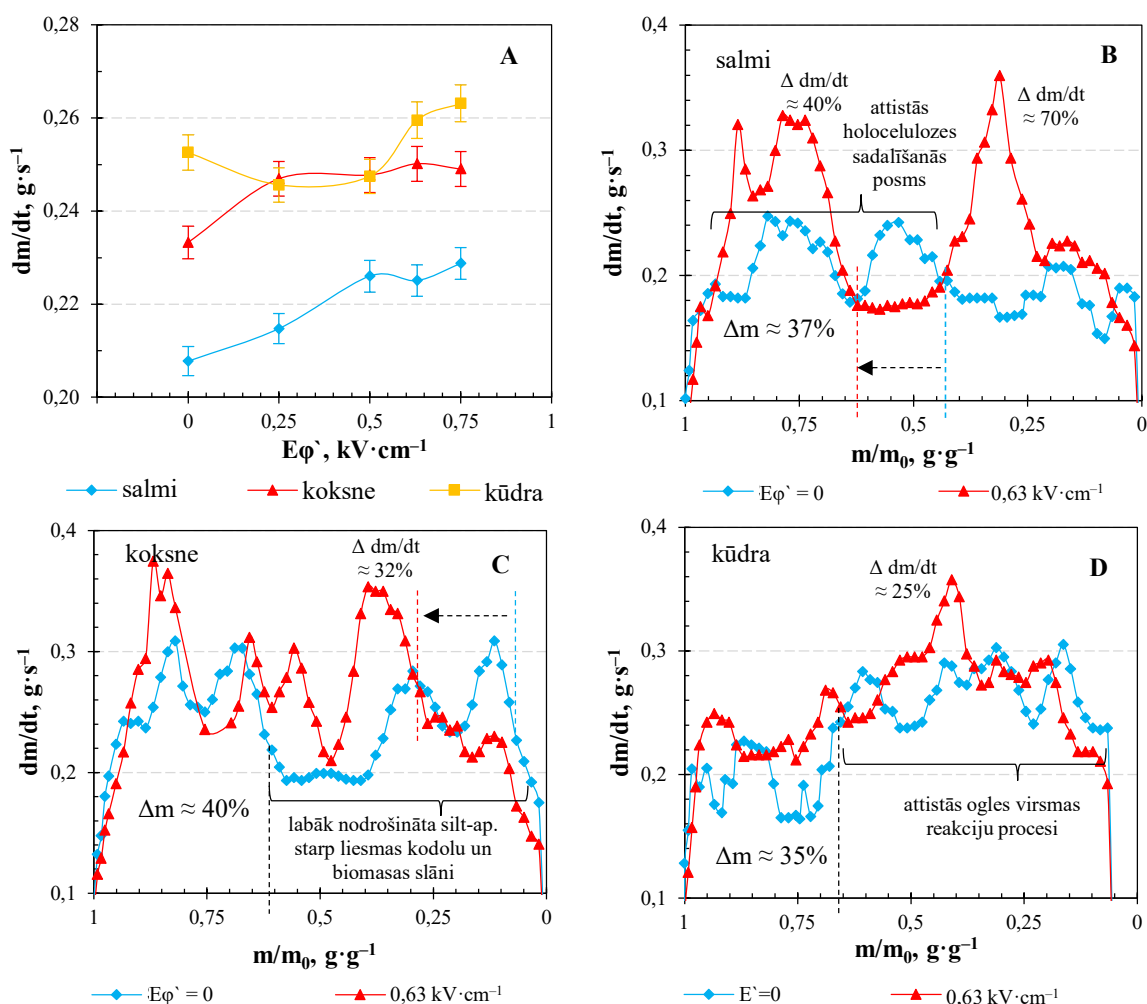 A
dm/dt, g·s⁻¹
0,28
0,26
0,24
0,22
0,20
0 0,25 0,5 0,75 1
Eφ`, kV·cm⁻¹
salmi koksne kūdra
B
salmi
dm/dt, g·s⁻¹
0,4
0,3
0,2
0,1
Δ dm/dt
≈ 40%
attistās
holocelulozes
sadalīšanās
posms
Δ dm/dt
≈ 70%
Δm ≈ 37%
1 0,75 0,5 0,25 0
m/m₀, g·g⁻¹
Eφ` = 0 0,63 kV·cm⁻¹
C
koksne
dm/dt, g·s⁻¹
0,4
0,3
0,2
0,1
Δ dm/dt
≈ 32%
Δm ≈ 40%
labāk nodrošināta silt-ap.
starp liesmas kodolu un
biomasas slāni
1 0,75 0,5 0,25 0
m/m₀, g·g⁻¹
Eφ` = 0 0,63 kV·cm⁻¹
D
kūdra
dm/dt, g·s⁻¹
0,4
0,3
0,2
0,1
Δ dm/dt
≈ 25%
Δm ≈ 35%
attistās ogles virsmas
reakciju procesi
1 0,75 0,5 0,25 0
m/m₀, g·g⁻¹
E`=0 0,63 kV·cm⁻¹